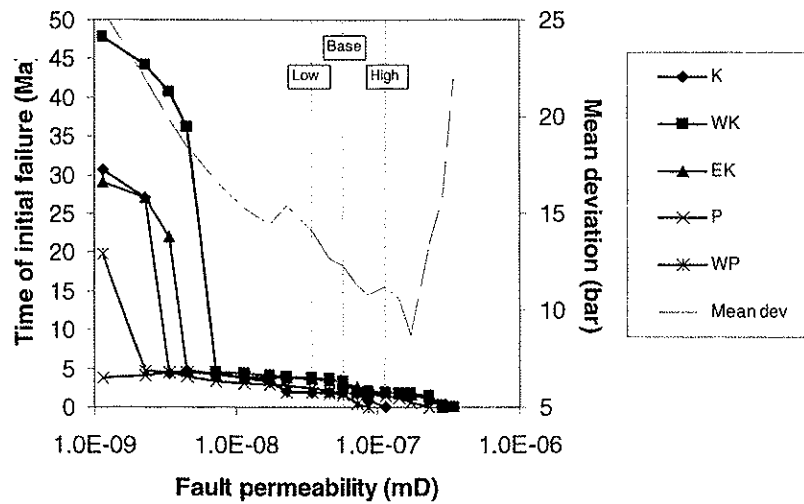 50
45
40
35
30
25
20
15
10
5
0
Time of initial failure (Ma)
25
20
15
10
5
Mean deviation (bar)
Low
Base
High
1.0E-09
1.0E-08
1.0E-07
1.0E-06
Fault permeability (mD)
K
WK
EK
P
WP
Mean dev